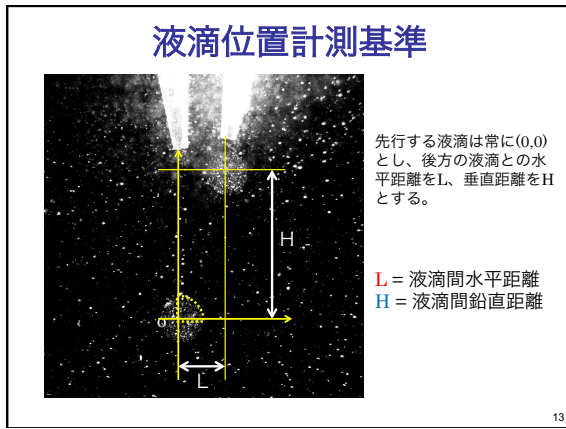 液滴位置計測基準
先行する液滴は常に(0,0)
とし、後方の液滴との水
平距離をL、垂直距離をH
とする。
H
L = 液滴間水平距離
H = 液滴間鉛直距離
o
L
13